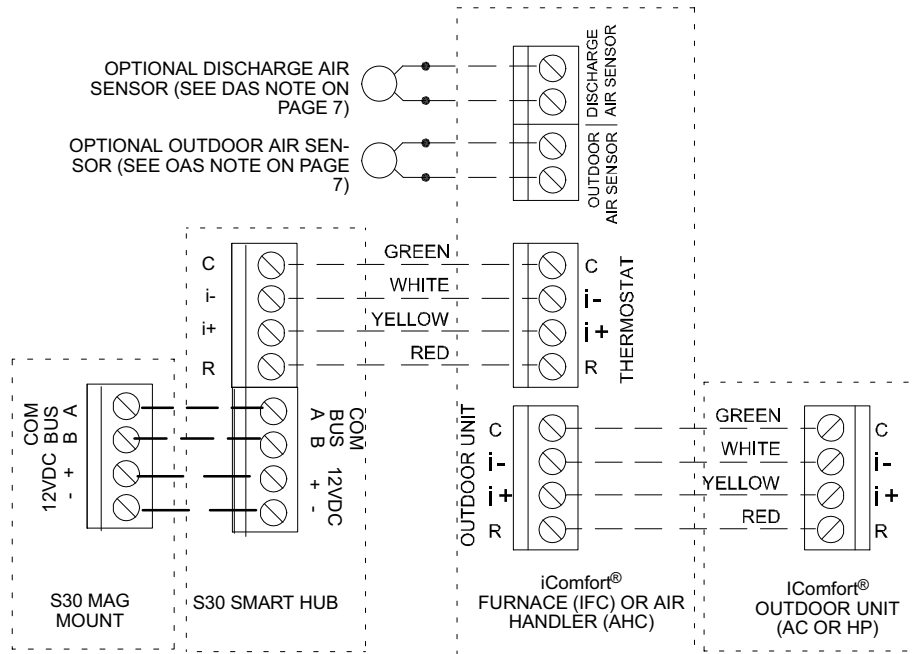 OPTIONAL DISCHARGE AIR
SENSOR (SEE DAS NOTE ON
PAGE 7)
DISCHARGE
AIR SENSOR
OPTIONAL OUTDOOR AIR SEN-
SOR (SEE OAS NOTE ON PAGE
7)
OUTDOOR
AIR SENSOR
C
i-
i+
R
GREEN
WHITE
YELLOW
RED
C
i-
i+
R
THERMOSTAT
COM
BUS
A
B
12VDC
+
-
COM
BUS
A
B
12VDC
+
-
OUTDOOR UNIT
C
i-
i+
R
GREEN
WHITE
YELLOW
RED
C
i-
i+
R
S30 MAG
MOUNT
S30 SMART HUB
iComfort®
FURNACE (IFC) OR AIR
HANDLER (AHC)
IComfort®
OUTDOOR UNIT
(AC OR HP)